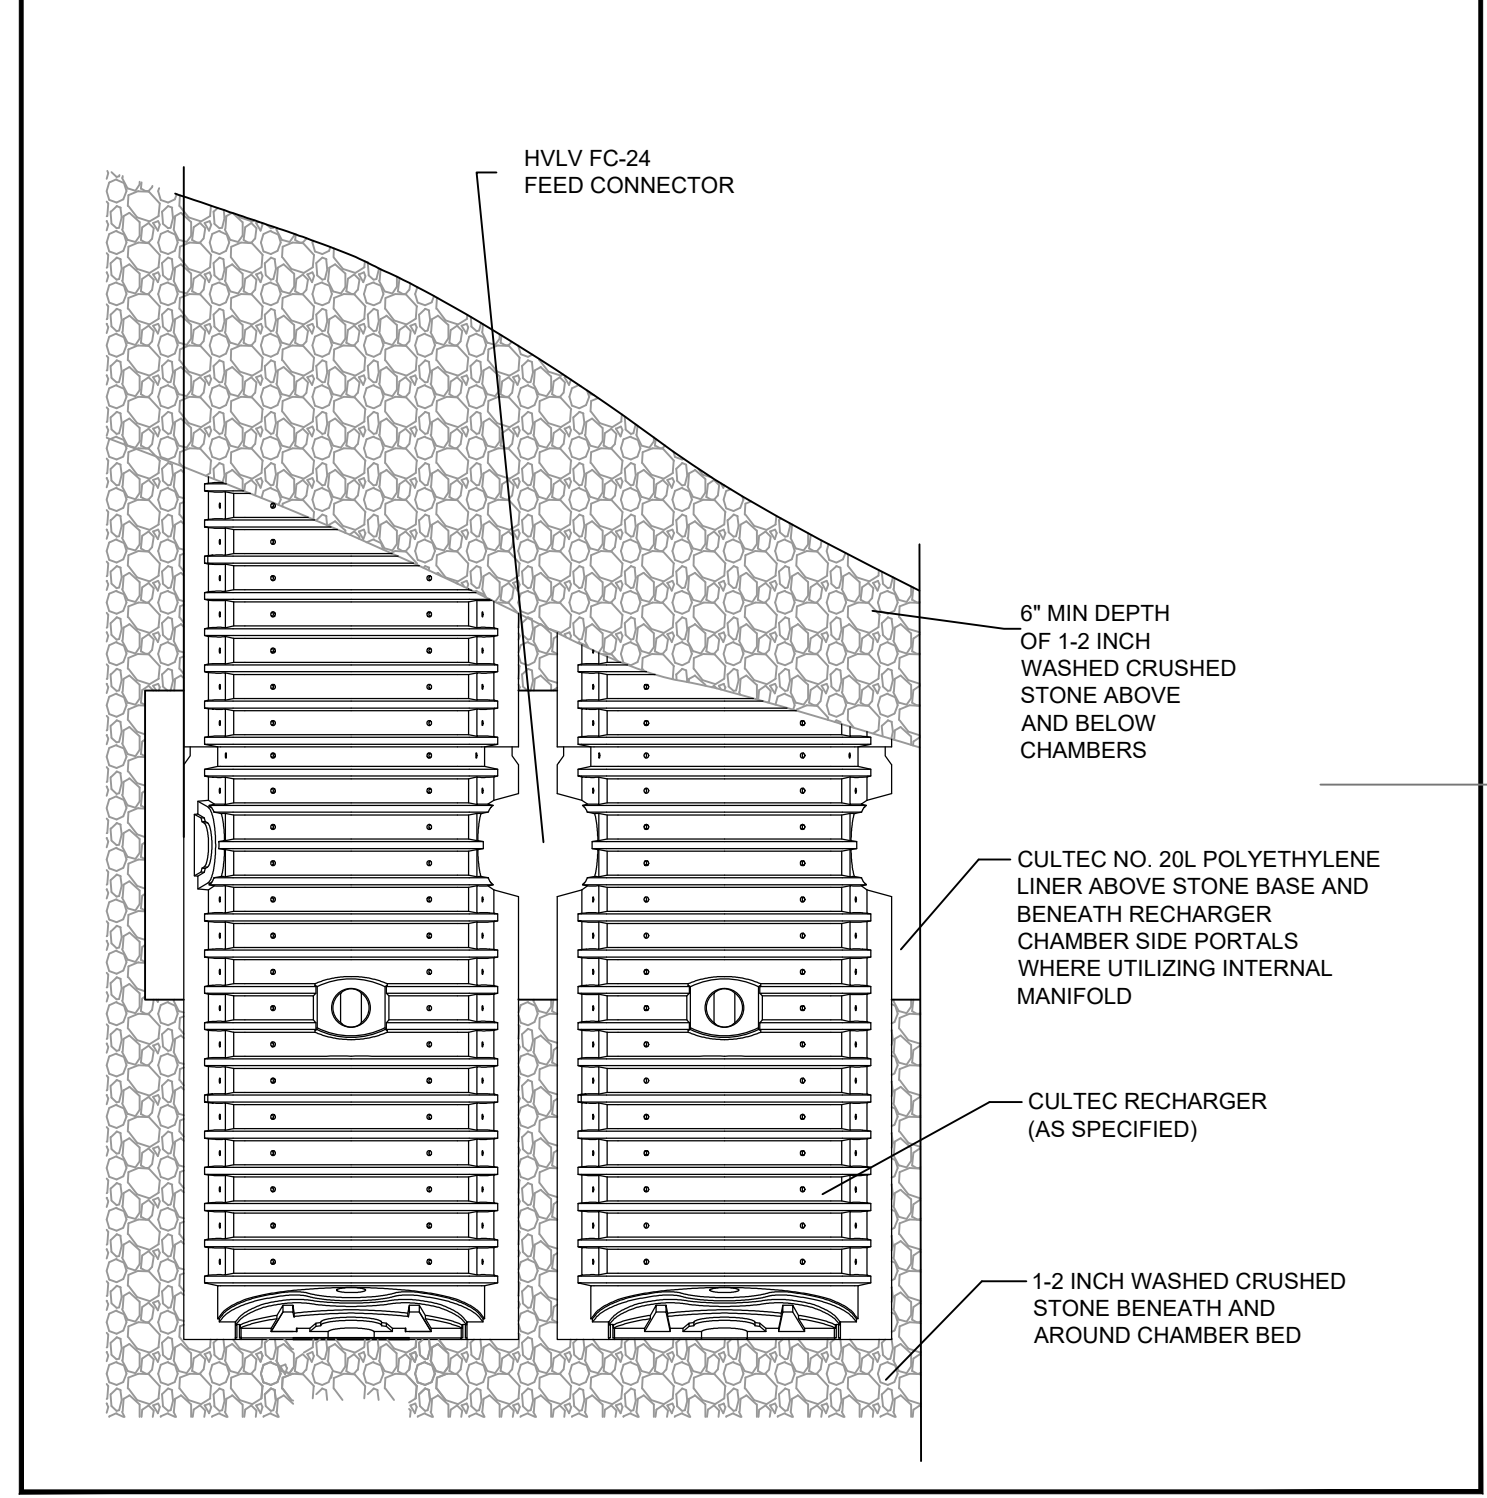 HVLV FC-24
FEED CONNECTOR
6" MIN DEPTH
OF 1-2 INCH
WASHED CRUSHED
STONE ABOVE
AND BELOW
CHAMBERS
CULTEC NO. 20L POLYETHYLENE
LINER ABOVE STONE BASE AND
BENEATH RECHARGER
CHAMBER SIDE PORTALS
WHERE UTILIZING INTERNAL
MANIFOLD
CULTEC RECHARGER
(AS SPECIFIED)
1-2 INCH WASHED CRUSHED
STONE BENEATH AND
AROUND CHAMBER BED